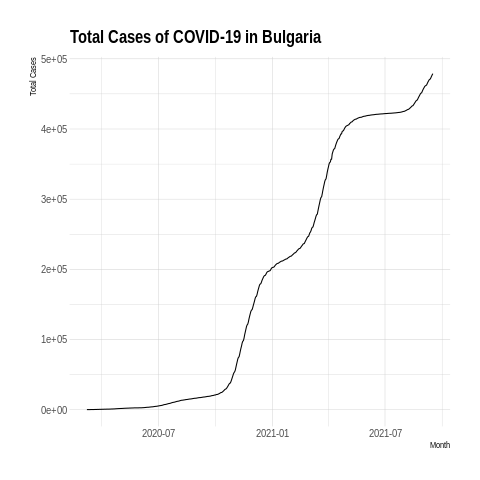 Total Cases of COVID-19 in Bulgaria
Total Cases
5e+05
4e+05
3e+05
2e+05
1e+05
0e+00
2020-07 2021-01 2021-07
Month